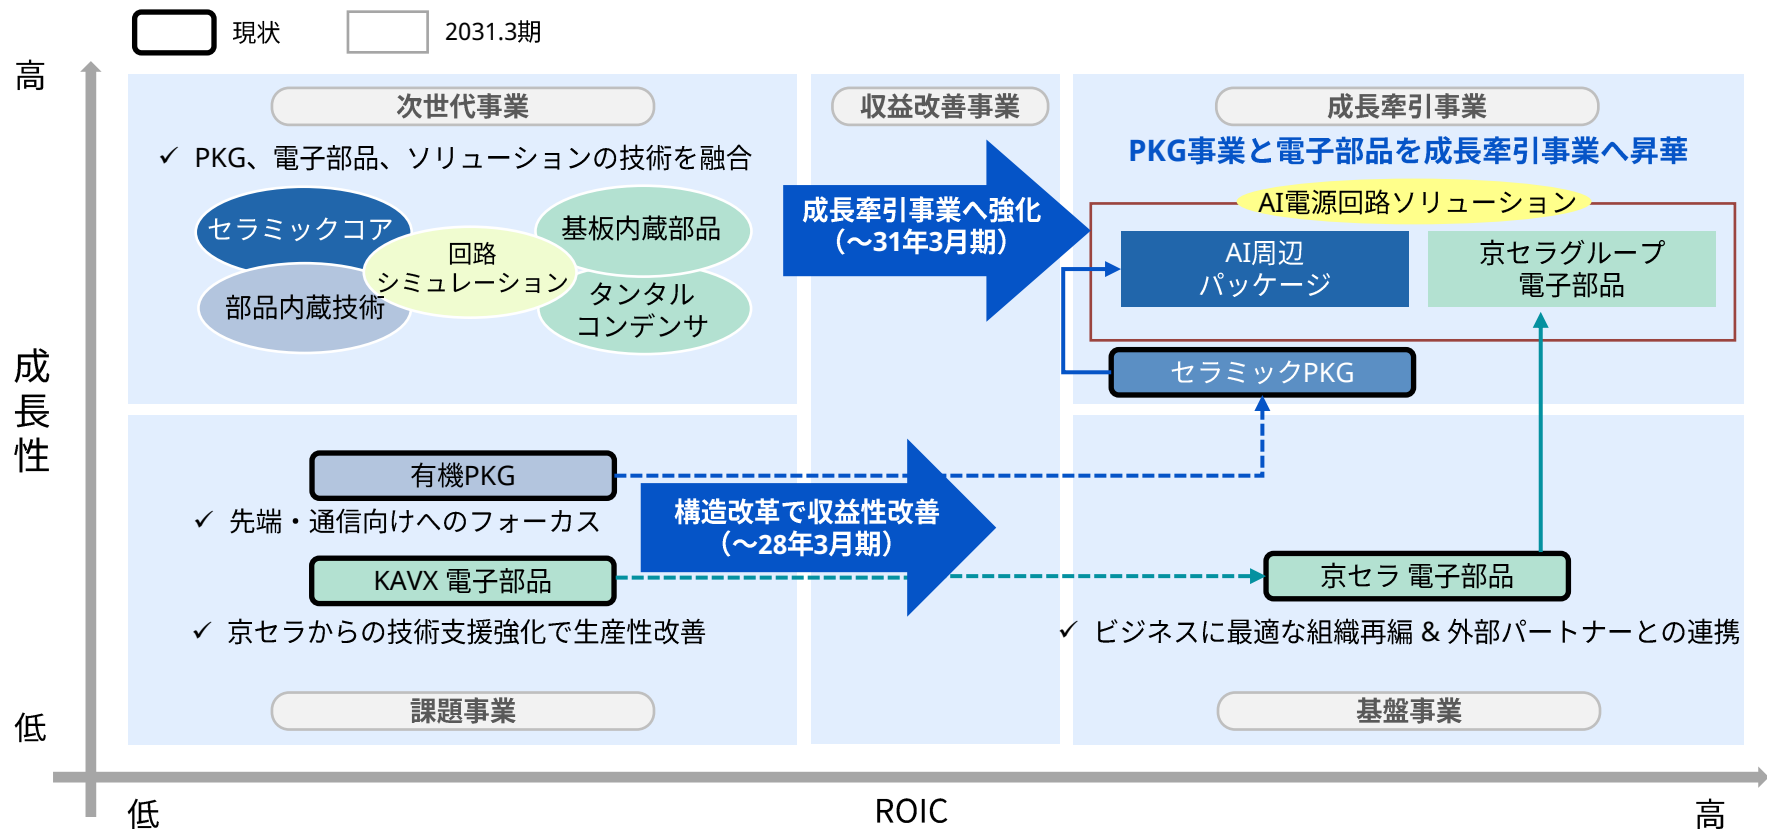 現状
2031.3期
高
成長性
低
次世代事業
✓ PKG、電子部品、ソリューションの技術を融合
セラミックコア
基板内蔵部品
回路
シミュレーション
部品内蔵技術
タンタル
コンデンサ
収益改善事業
成長牽引事業へ強化
（～31年3月期）
成長牽引事業
PKG事業と電子部品を成長牽引事業へ昇華
AI電源回路ソリューション
AI周辺
パッケージ
京セラグループ
電子部品
セラミックPKG
有機PKG
✓ 先端・通信向けへのフォーカス
KAVX 電子部品
✓ 京セラからの技術支援強化で生産性改善
課題事業
構造改革で収益性改善
（～28年3月期）
京セラ 電子部品
✓ ビジネスに最適な組織再編 & 外部パートナーとの連携
基盤事業
低
ROIC
高